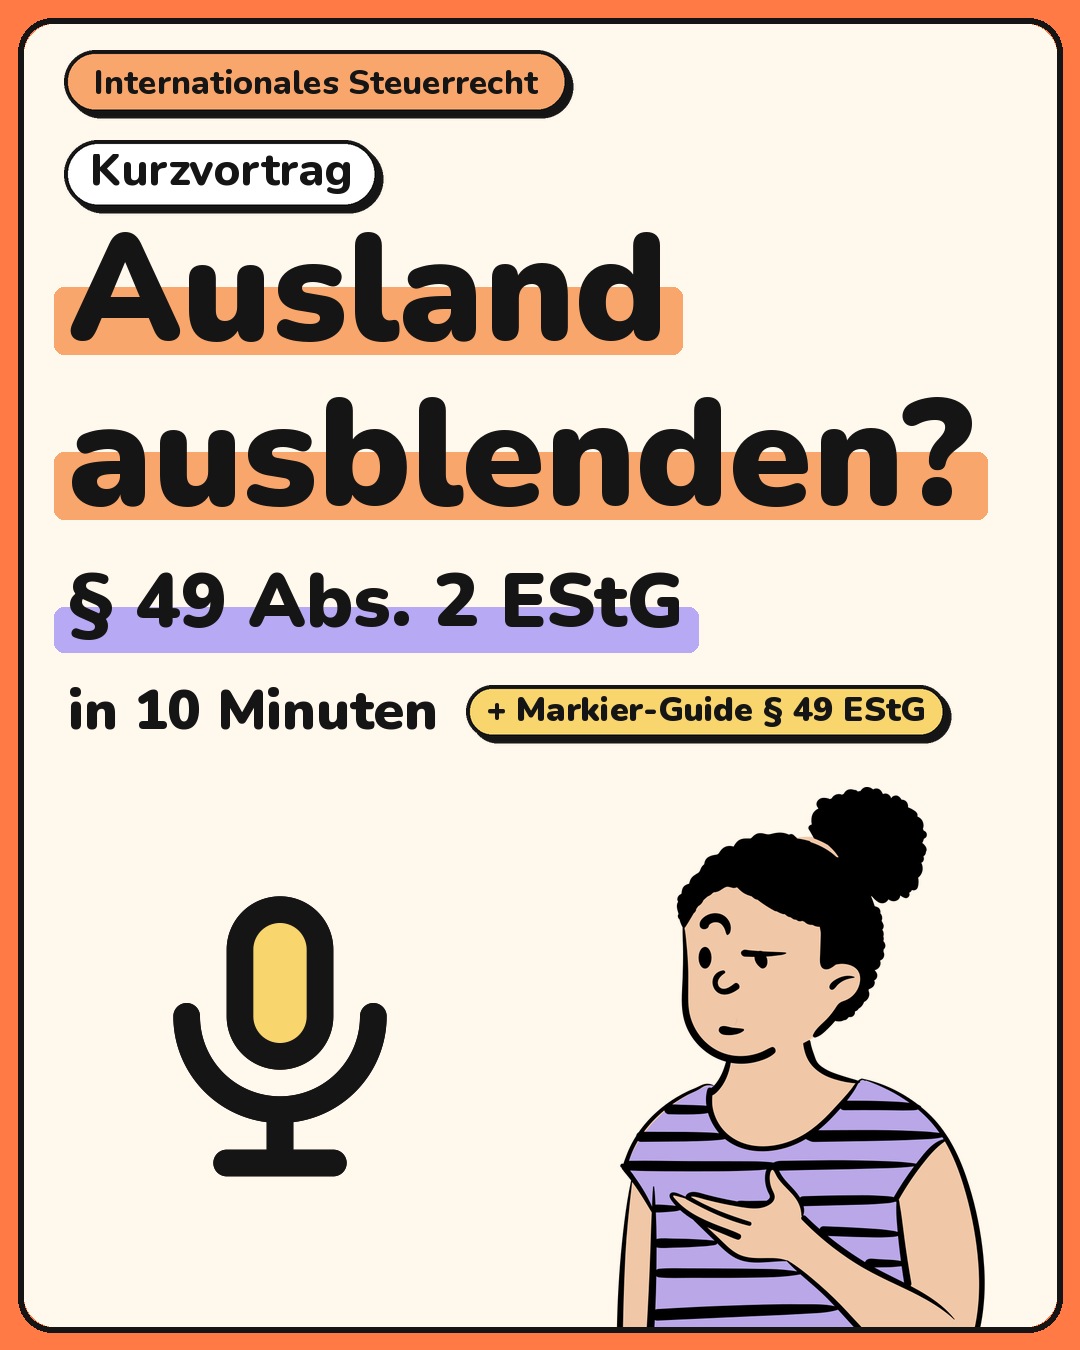 Internationales Steuerrecht
Kurzvortrag
Ausland
ausblenden?
§ 49 Abs. 2 EStG
in 10 Minuten
+ Markier-Guide § 49 EStG